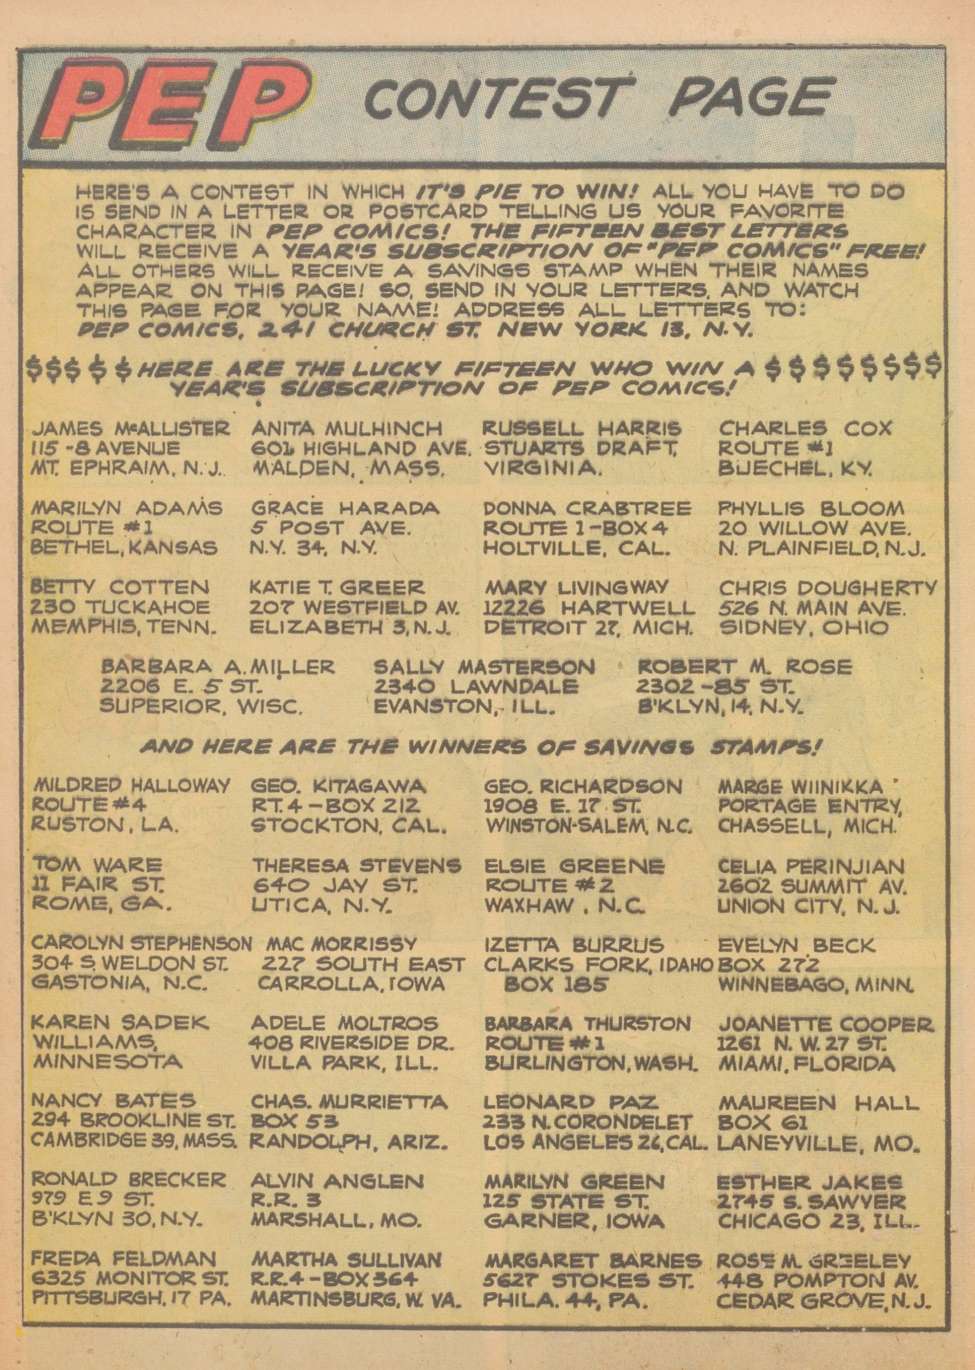 PEP CONTEST PAGE
HERE'S A CONTEST IN WHICH IT'S PIE TO WIN! ALL YOU HAVE TO DO
IS SEND IN A LETTER OR POSTCARD TELLING US YOUR FAVORITE
CHARACTER IN PEP COMICS! THE FIFTEEN BEST LETTERS
WILL RECEIVE A YEAR'S SUBSCRIPTION OF "PEP COMICS" FREE!
ALL OTHERS WILL RECEIVE A SAVINGS STAMP WHEN THEIR NAMES
APPEAR ON THIS PAGE! SO, SEND IN YOUR LETTERS, AND WATCH
THIS PAGE FOR YOUR NAME! ADDRESS ALL LETTERS TO:
PEP COMICS, 241 CHURCH ST. NEW YORK 13, N.Y.
$$$$$ HERE ARE THE LUCKY FIFTEEN WHO WIN A $$$$$$$$
YEAR'S SUBSCRIPTION OF PEP COMICS!
JAMES McALLISTER
115-8 AVENUE
MT. EPHRAIM, N.J.
ANITA MULHINCH
601½ HIGHLAND AVE.
MALDEN, MASS.
RUSSELL HARRIS
STUARTS DRAFT,
VIRGINIA.
CHARLES COX
ROUTE #1
BUECHEL, KY.
MARILYN ADAMS
ROUTE #1
BETHEL, KANSAS
GRACE HARADA
5 POST AVE.
N.Y. 34, N.Y.
DONNA CRABTREE
ROUTE 1-BOX 4
HOLTVILLE, CAL.
PHYLLIS BLOOM
20 WILLOW AVE.
N. PLAINFIELD, N.J.
BETTY COTTEN
230 TUCKAHOE
MEMPHIS, TENN.
KATIE T. GREER
207 WESTFIELD AV.
ELIZABETH 3, N.J.
MARY LIVINGWAY
12226 HARTWELL
DETROIT 27, MICH.
CHRIS DOUGHERTY
526 N. MAIN AVE.
SIDNEY, OHIO
BARBARA A. MILLER
2206 E. 5 ST.
SUPERIOR, WISC.
SALLY MASTERSON
2340 LAWNDALE
EVANSTON, ILL.
ROBERT M. ROSE
2302-85 ST.
B'KLYN, 14, N.Y.
AND HERE ARE THE WINNERS OF SAVINGS STAMPS!
MILDRED HALLOWAY
ROUTE #4
RUSTON, LA.
GEO. KITAGAWA
RT. 4-BOX 212
STOCKTON, CAL.
GEO. RICHARDSON
1908 E. 17 ST.
WINSTON-SALEM, N.C.
MARGE WIINIKKA
PORTAGE ENTRY,
CHASSELL, MICH.
TOM WARE
11 FAIR ST.
ROME, GA.
THERESA STEVENS
640 JAY ST.
UTICA, N.Y.
ELSIE GREENE
ROUTE #2
WAXHAW, N.C.
CELIA PERINJIAN
2602 SUMMIT AV.
UNION CITY, N.J.
CAROLYN STEPHENSON
304 S. WELDON ST.
GASTONIA, N.C.
MAC MORRISSY
227 SOUTH EAST
CARROLLA, IOWA
IZETTA BURRUS
CLARKS FORK, IDAHO
BOX 185
EVELYN BECK
BOX 272
WINNEBAGO, MINN.
KAREN SADEK
WILLIAMS,
MINNESOTA
ADELE MOLTROS
408 RIVERSIDE DR.
VILLA PARK, ILL.
BARBARA THURSTON
ROUTE #1
BURLINGTON, WASH.
JOANETTE COOPER
1261 N.W. 27 ST.
MIAMI, FLORIDA
NANCY BATES
294 BROOKLINE ST.
CAMBRIDGE 39, MASS.
CHAS. MURRIETTA
BOX 53
RANDOLPH, ARIZ.
LEONARD PAZ
233 N. CORONDELET
LOS ANGELES 26, CAL.
MAUREEN HALL
BOX 61
LANEYVILLE, MO.
RONALD BRECKER
979 E 9 ST.
B'KLYN 30, N.Y.
ALVIN ANGLEN
R.R. 3
MARSHALL, MO.
MARILYN GREEN
125 STATE ST.
GARNER, IOWA
ESTHER JAKES
2745 S. SAWYER
CHICAGO 23, ILL.
FREDA FELDMAN
6325 MONITOR ST.
PITTSBURGH, 17 PA.
MARTHA SULLIVAN
R.R. 4-BOX 364
MARTINSBURG, W. VA.
MARGARET BARNES
5627 STOKES ST.
PHILA. 44, PA.
ROSE M. GREELEY
448 POMPTON AV.
CEDAR GROVE, N.J.